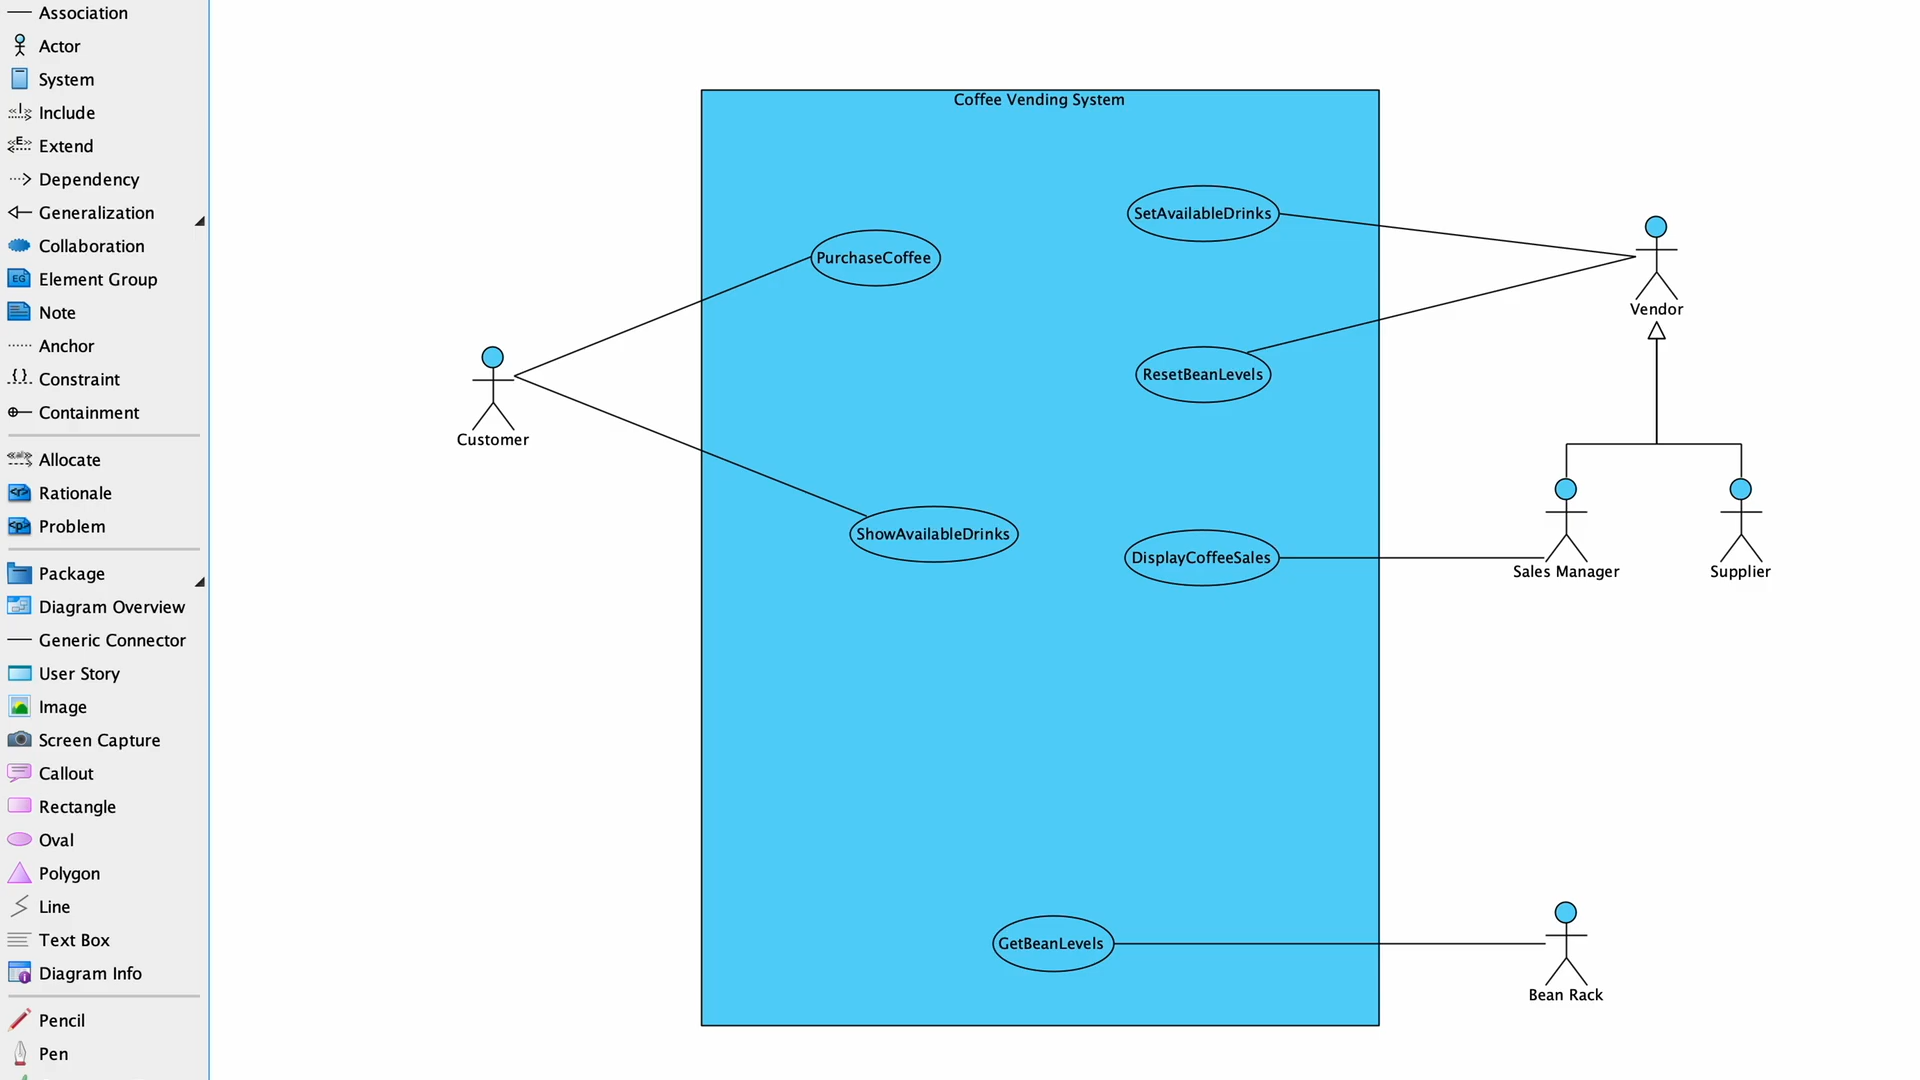 Association
Actor
System
Include
Extend
Dependency
Generalization
Collaboration
Element Group
Note
Anchor
Constraint
Containment
Allocate
Rationale
Problem
Package
Diagram Overview
Generic Connector
User Story
Image
Screen Capture
Callout
Rectangle
Oval
Polygon
Line
Text Box
Diagram Info
Pencil
Pen
Coffee Vending System
SetAvailableDrinks
PurchaseCoffee
Vendor
ResetBeanLevels
Customer
ShowAvailableDrinks
DisplayCoffeeSales
Sales Manager
Supplier
GetBeanLevels
Bean Rack